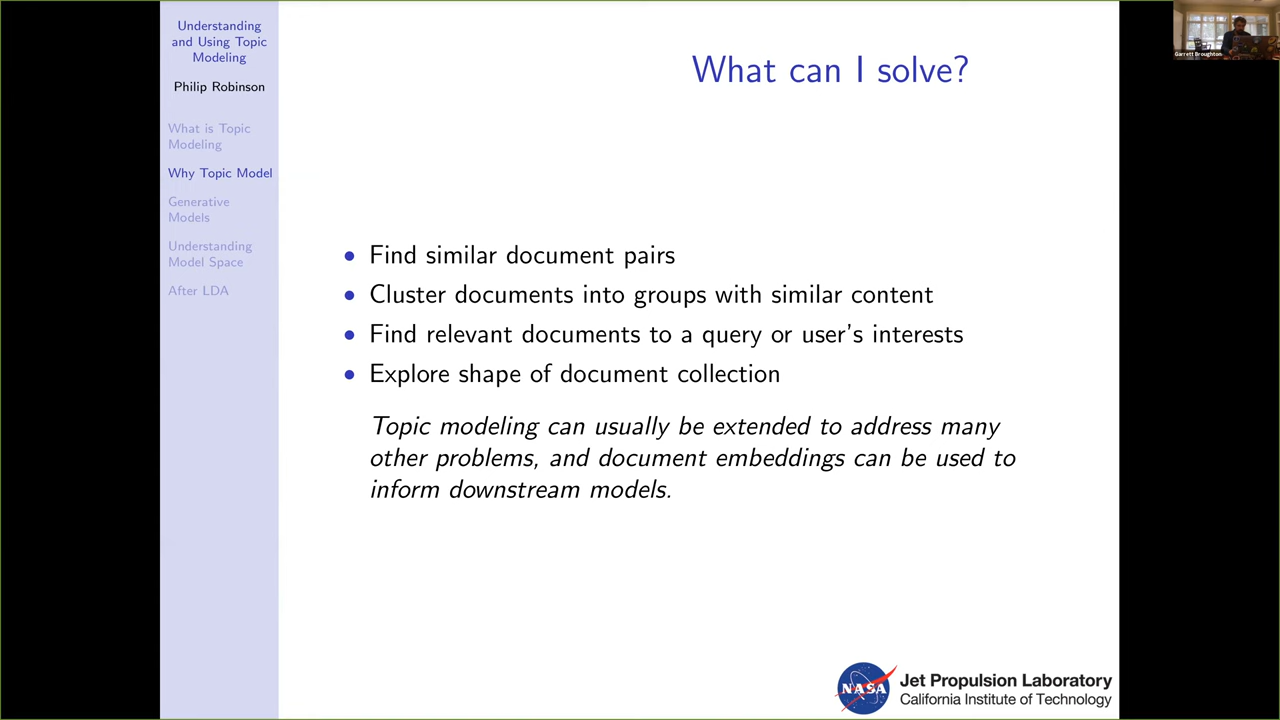 Understanding
and Using Topic
Modeling
Philip Robinson
What is Topic
Modeling
Why Topic Model
Generative
Models
Understanding
Model Space
After LDA
What can I solve?
• Find similar document pairs
• Cluster documents into groups with similar content
• Find relevant documents to a query or user's interests
• Explore shape of document collection
Topic modeling can usually be extended to address many
other problems, and document embeddings can be used to
inform downstream models.
NASA
Jet Propulsion Laboratory
California Institute of Technology
Garrett Broughton